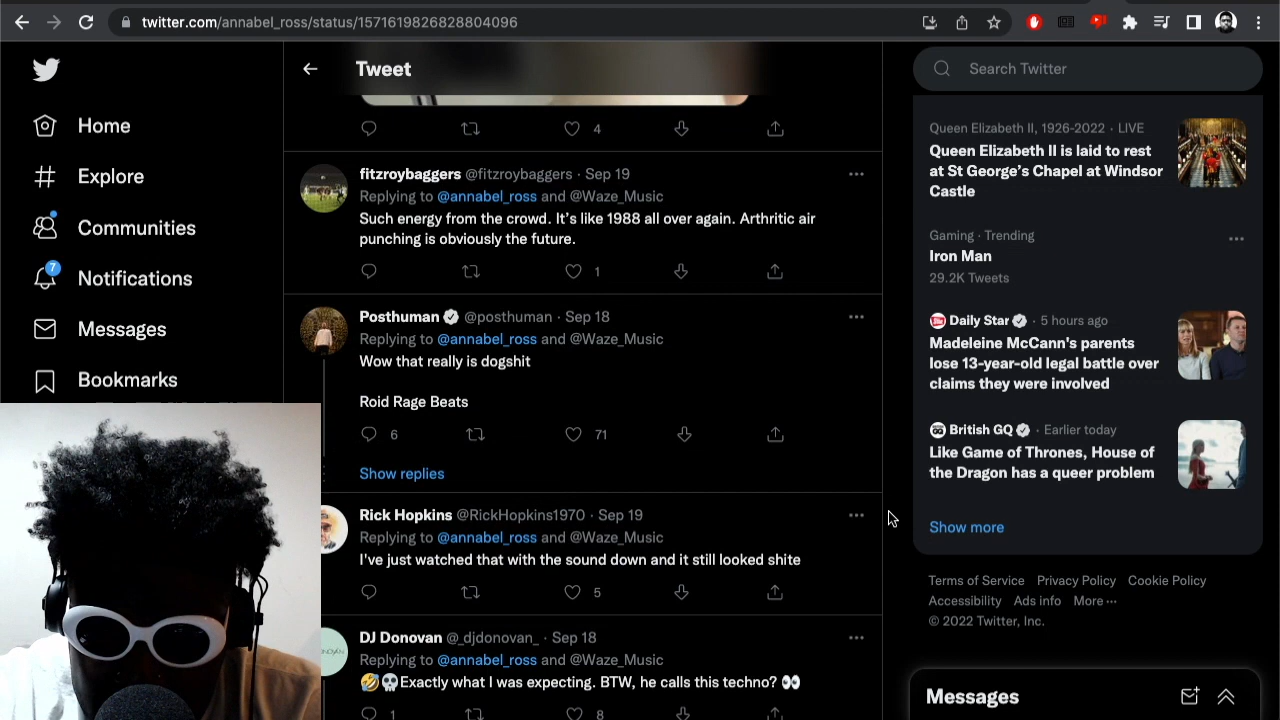 twitter.com/annabel_ross/status/1571619826828804096
Home
Explore
Communities
7
Notifications
Messages
Bookmarks
Tweet
4
fitzroybaggers @fitzroybaggers · Sep 19
Replying to @annabel_ross and @Waze_Music
Such energy from the crowd. It's like 1988 all over again. Arthritic air
punching is obviously the future.
1
Posthuman @posthuman · Sep 18
Replying to @annabel_ross and @Waze_Music
Wow that really is dogshit
Roid Rage Beats
6 71
Show replies
Rick Hopkins @RickHopkins1970 · Sep 19
Replying to @annabel_ross and @Waze_Music
I've just watched that with the sound down and it still looked shite
5
DJ Donovan @_djdonovan_ · Sep 18
Replying to @annabel_ross and @Waze_Music
🤣💀Exactly what I was expecting. BTW, he calls this techno? 👀
1 8
Search Twitter
Queen Elizabeth II, 1926-2022 · LIVE
Queen Elizabeth II is laid to rest
at St George's Chapel at Windsor
Castle
Gaming · Trending
Iron Man
29.2K Tweets
Daily Star · 5 hours ago
Madeleine McCann's parents
lose 13-year-old legal battle over
claims they were involved
British GQ · Earlier today
Like Game of Thrones, House of
the Dragon has a queer problem
Show more
Terms of Service Privacy Policy Cookie Policy
Accessibility Ads info More ···
© 2022 Twitter, Inc.
Messages